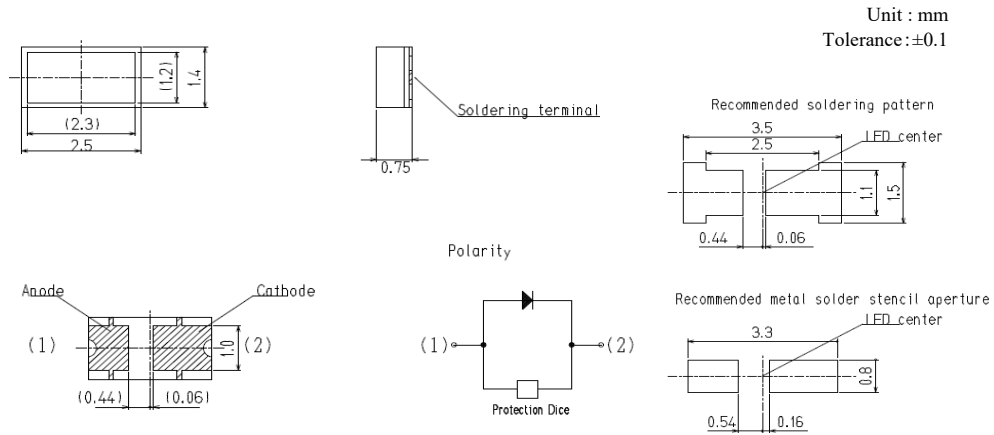 Unit : mm
Tolerance:±0.1
(1.2)
1.4
(2.3)
2.5
Soldering terminal
0.75
Recommended soldering pattern
3.5
2.5
LED center
1.1
1.5
0.44
0.06
Anode
Cathode
(1)
1.0
(2)
(0.44)
(0.06)
Polarity
(1)
(2)
Protection Dice
Recommended metal solder stencil aperture
LED center
3.3
0.8
0.54
0.16